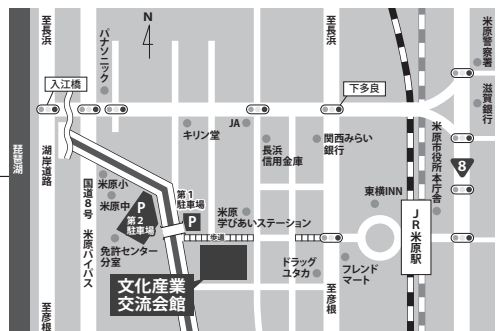 至長浜
パナソニック
N
至長浜
米原警察署
滋賀銀行
入江橋
下多良
琵琶湖
湖岸道路
キリン堂
JA
長浜
信用金庫
関西みらい
銀行
米原市役所本庁舎
8
国道8号 米原バイパス
米原小
米原中
P
第2
駐車場
第1
駐車場
P
米原
学びあいステーション
東横INN
JR米原駅
歩道
免許センター
分室
文化産業
交流会館
ドラッグ
ユタカ
フレンド
マート
至彦根
至彦根
至彦根